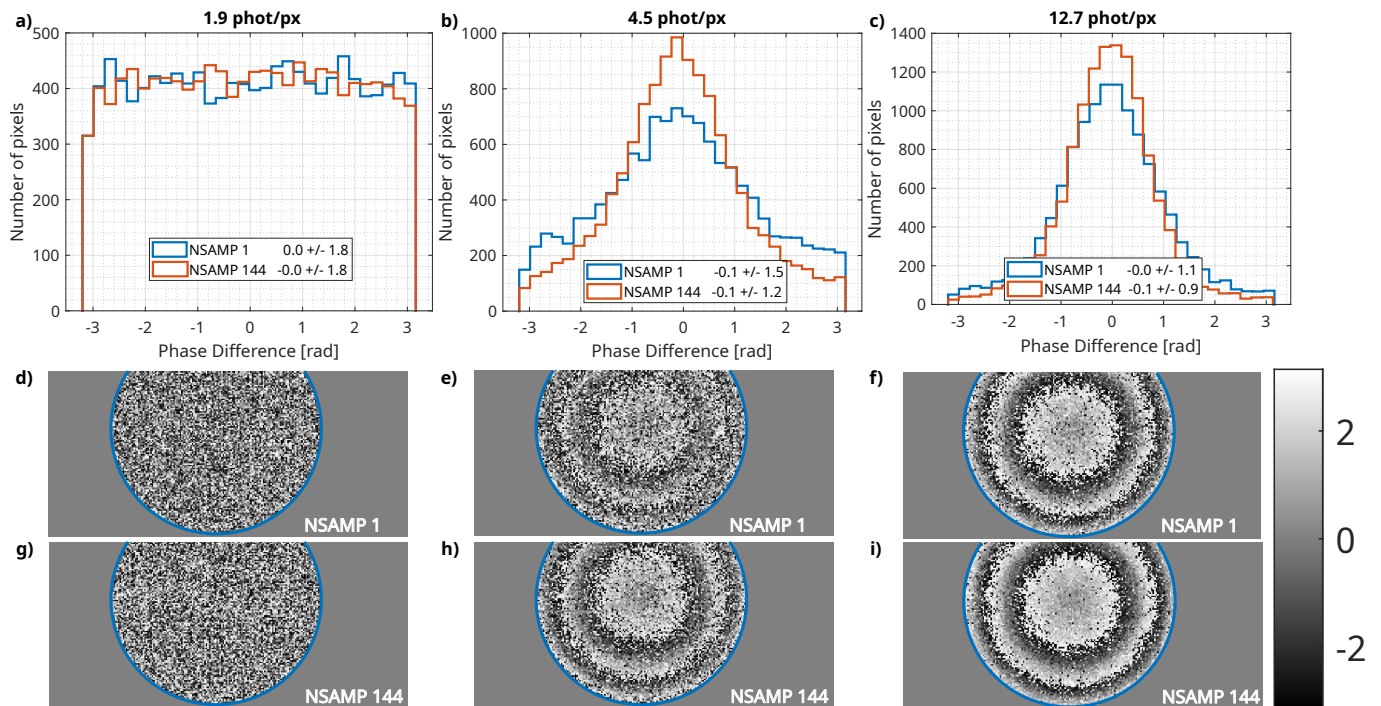 a) 1.9 phot/px
Number of pixels
500
400
300
200
100
0
NSAMP 1 0.0 +/- 1.8
NSAMP 144 -0.0 +/- 1.8
-3 -2 -1 0 1 2 3
Phase Difference [rad]
b) 4.5 phot/px
Number of pixels
1000
800
600
400
200
0
NSAMP 1 -0.1 +/- 1.5
NSAMP 144 -0.1 +/- 1.2
-3 -2 -1 0 1 2 3
Phase Difference [rad]
c) 12.7 phot/px
Number of pixels
1400
1200
1000
800
600
400
200
0
NSAMP 1 -0.0 +/- 1.1
NSAMP 144 -0.1 +/- 0.9
-3 -2 -1 0 1 2 3
Phase Difference [rad]
d)
NSAMP 1
e)
NSAMP 1
f)
NSAMP 1
g)
NSAMP 144
h)
NSAMP 144
i)
NSAMP 144
2
0
-2